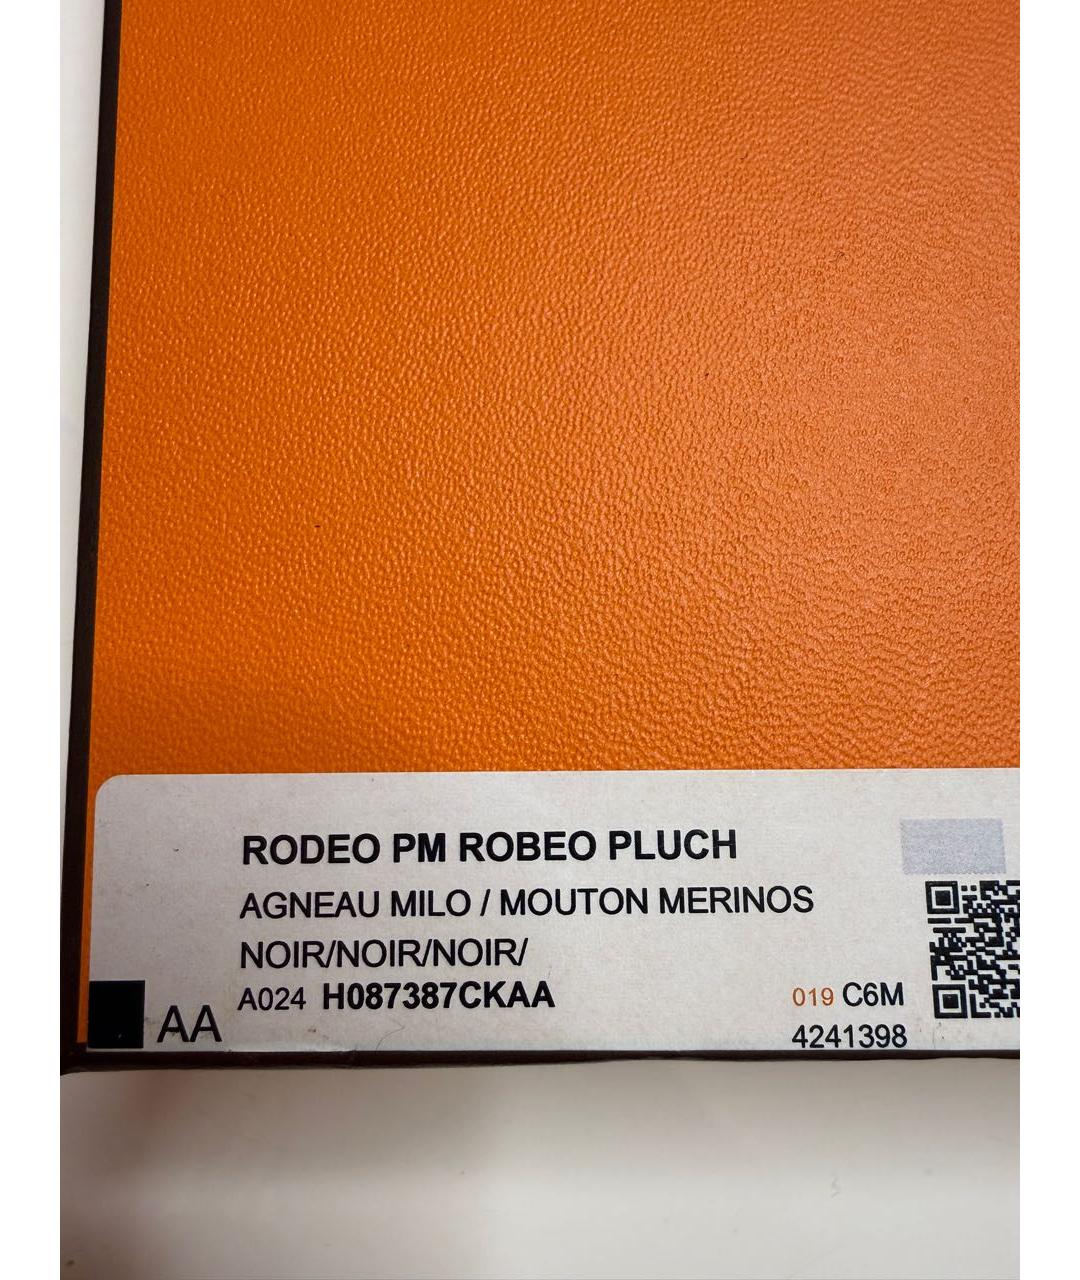 RODEO PM ROBEO PLUCH
AGNEAU MILO / MOUTON MERINOS
NOIR/NOIR/NOIR/
A024 H087387CKAA
019 C6M
AA
4241398